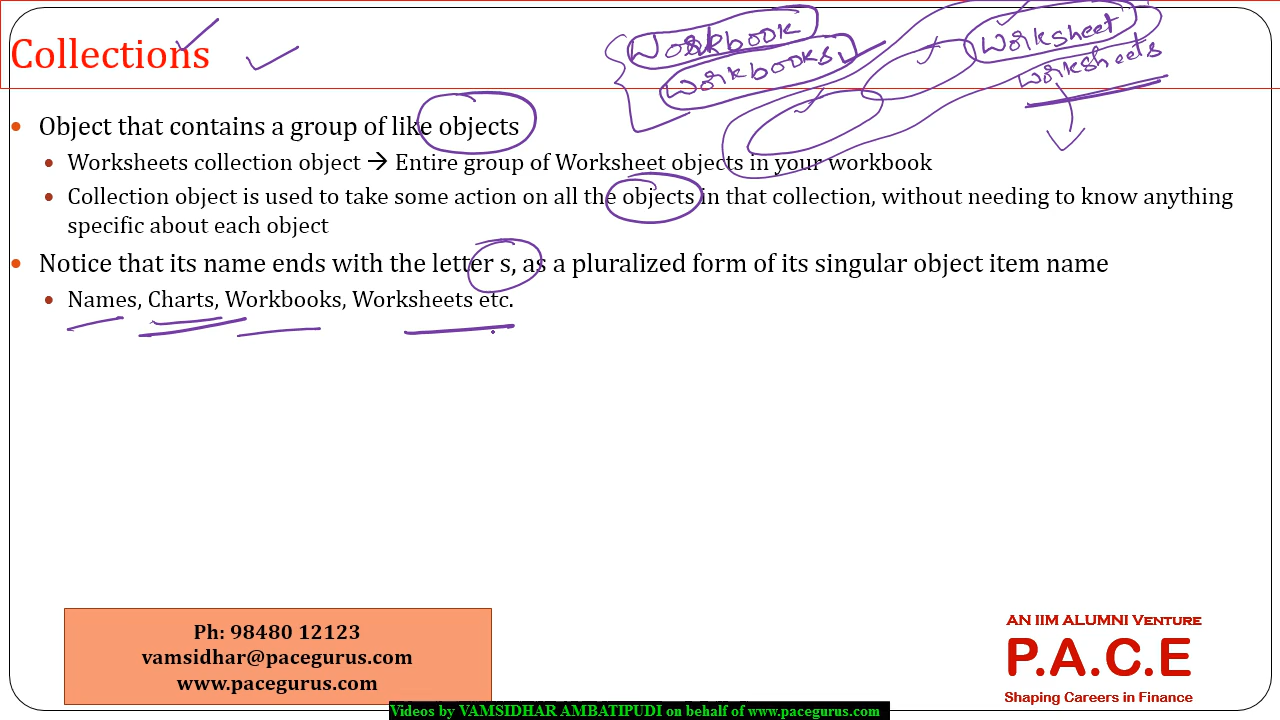 Collections
Workbook
Workbooks
Worksheet
Worksheets
• Object that contains a group of like objects
• Worksheets collection object → Entire group of Worksheet objects in your workbook
• Collection object is used to take some action on all the objects in that collection, without needing to know anything
specific about each object
• Notice that its name ends with the letter s, as a pluralized form of its singular object item name
• Names, Charts, Workbooks, Worksheets etc.
Ph: 98480 12123
vamsidhar@pacegurus.com
www.pacegurus.com
AN IIM ALUMNI VENTURE
P.A.C.E
Shaping Careers in Finance
Videos by VAMSIDHAR AMBATIPUDI on behalf of www.pacegurus.com